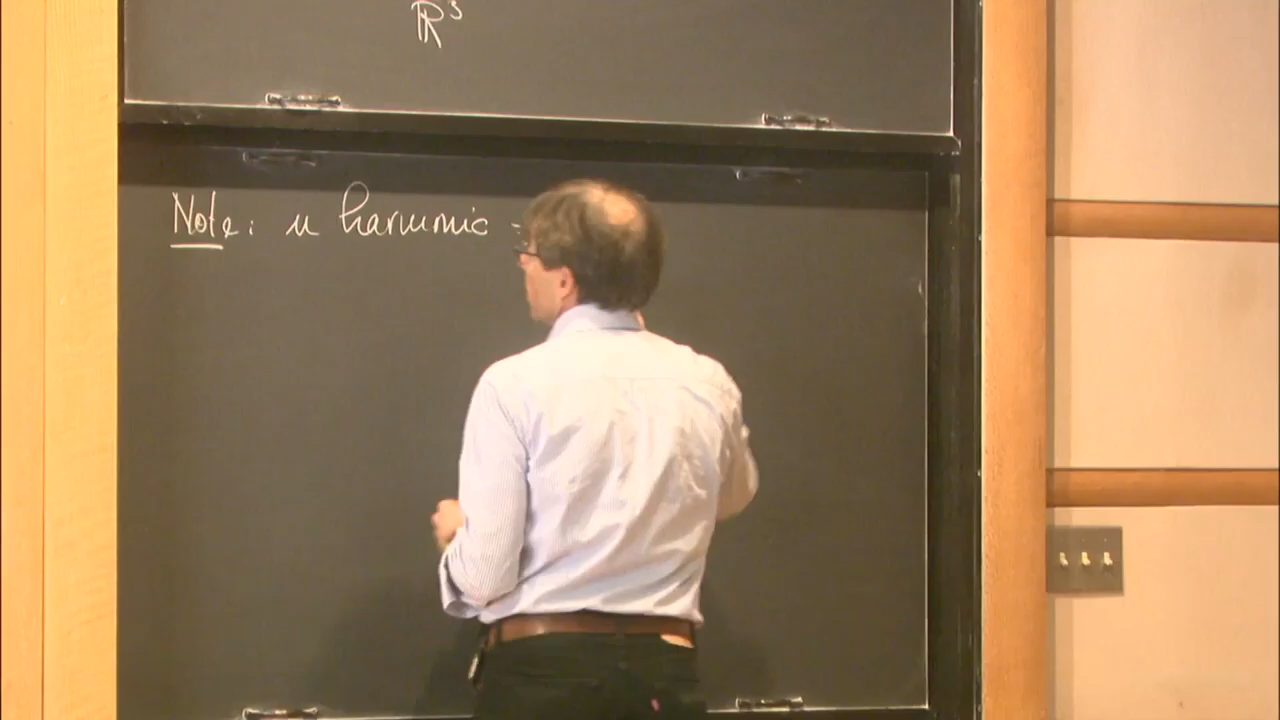 ℝ³
Note: u harmonic =